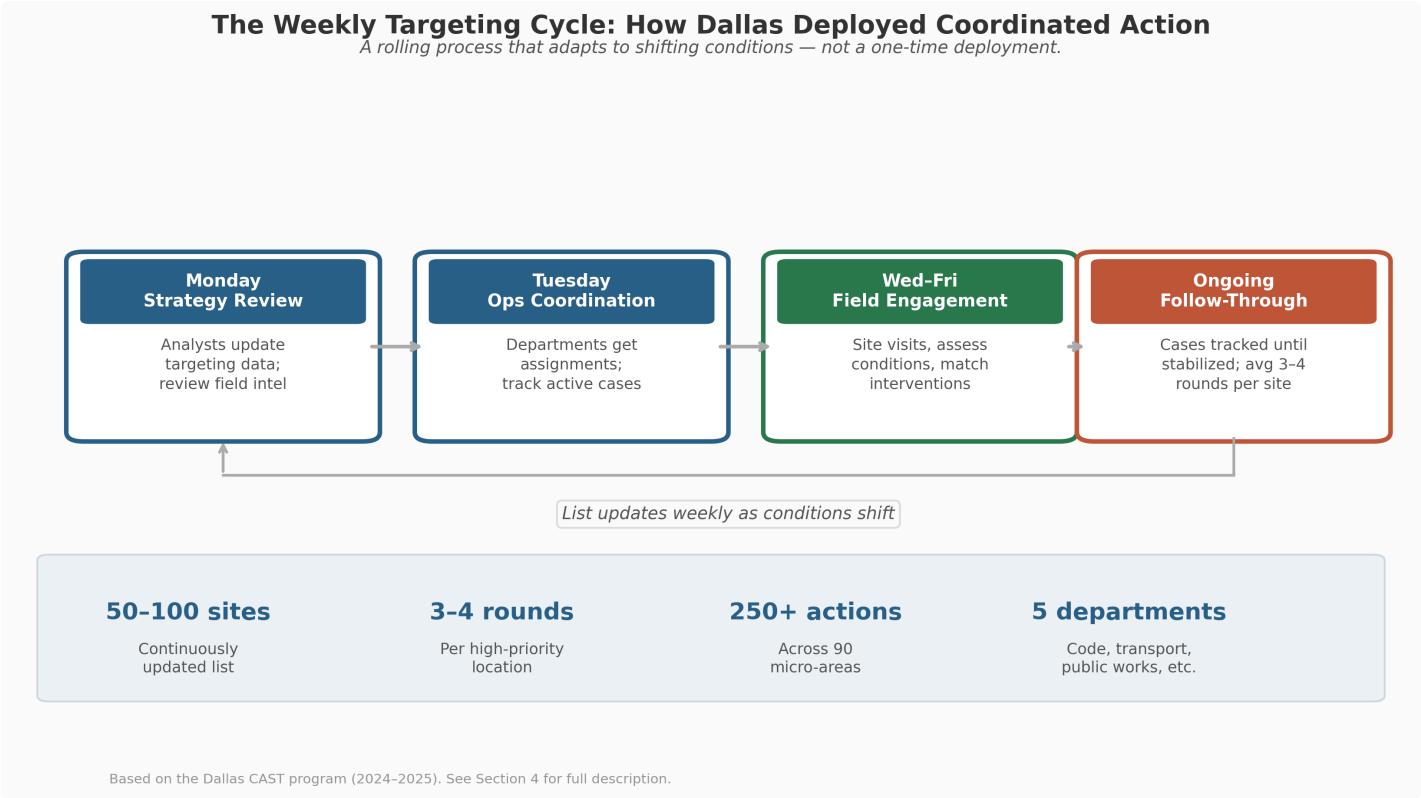 The Weekly Targeting Cycle: How Dallas Deployed Coordinated Action
A rolling process that adapts to shifting conditions — not a one-time deployment.
Monday
Strategy Review
Analysts update
targeting data;
review field intel
Tuesday
Ops Coordination
Departments get
assignments;
track active cases
Wed–Fri
Field Engagement
Site visits, assess
conditions, match
interventions
Ongoing
Follow-Through
Cases tracked until
stabilized; avg 3–4
rounds per site
List updates weekly as conditions shift
50–100 sites
Continuously
updated list
3–4 rounds
Per high-priority
location
250+ actions
Across 90
micro-areas
5 departments
Code, transport,
public works, etc.
Based on the Dallas CAST program (2024–2025). See Section 4 for full description.